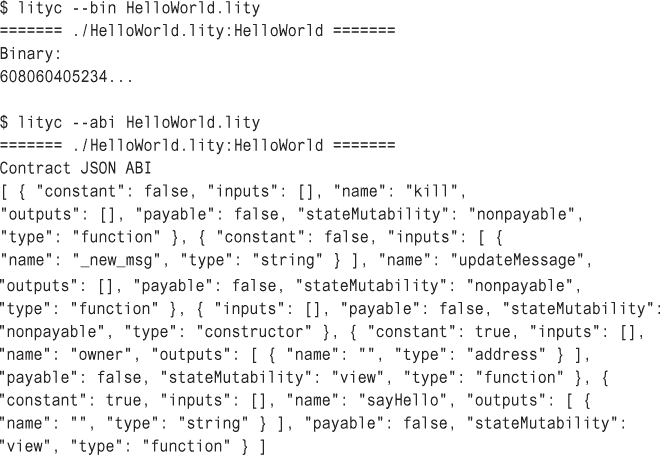 $ lityc --bin HelloWorld.lity
======= ./HelloWorld.lity:HelloWorld =======
Binary:
608060405234...
$ lityc --abi HelloWorld.lity
======= ./HelloWorld.lity:HelloWorld =======
Contract JSON ABI
[ { "constant": false, "inputs": [], "name": "kill",
"outputs": [], "payable": false, "stateMutability": "nonpayable",
"type": "function" }, { "constant": false, "inputs": [ {
"name": "_new_msg", "type": "string" } ], "name": "updateMessage",
"outputs": [], "payable": false, "stateMutability": "nonpayable",
"type": "function" }, { "inputs": [], "payable": false, "stateMutability":
"nonpayable", "type": "constructor" }, { "constant": true, "inputs": [],
"name": "owner", "outputs": [ { "name": "", "type": "address" } ],
"payable": false, "stateMutability": "view", "type": "function" }, {
"constant": true, "inputs": [], "name": "sayHello", "outputs": [ {
"name": "", "type": "string" } ], "payable": false, "stateMutability":
"view", "type": "function" } ]